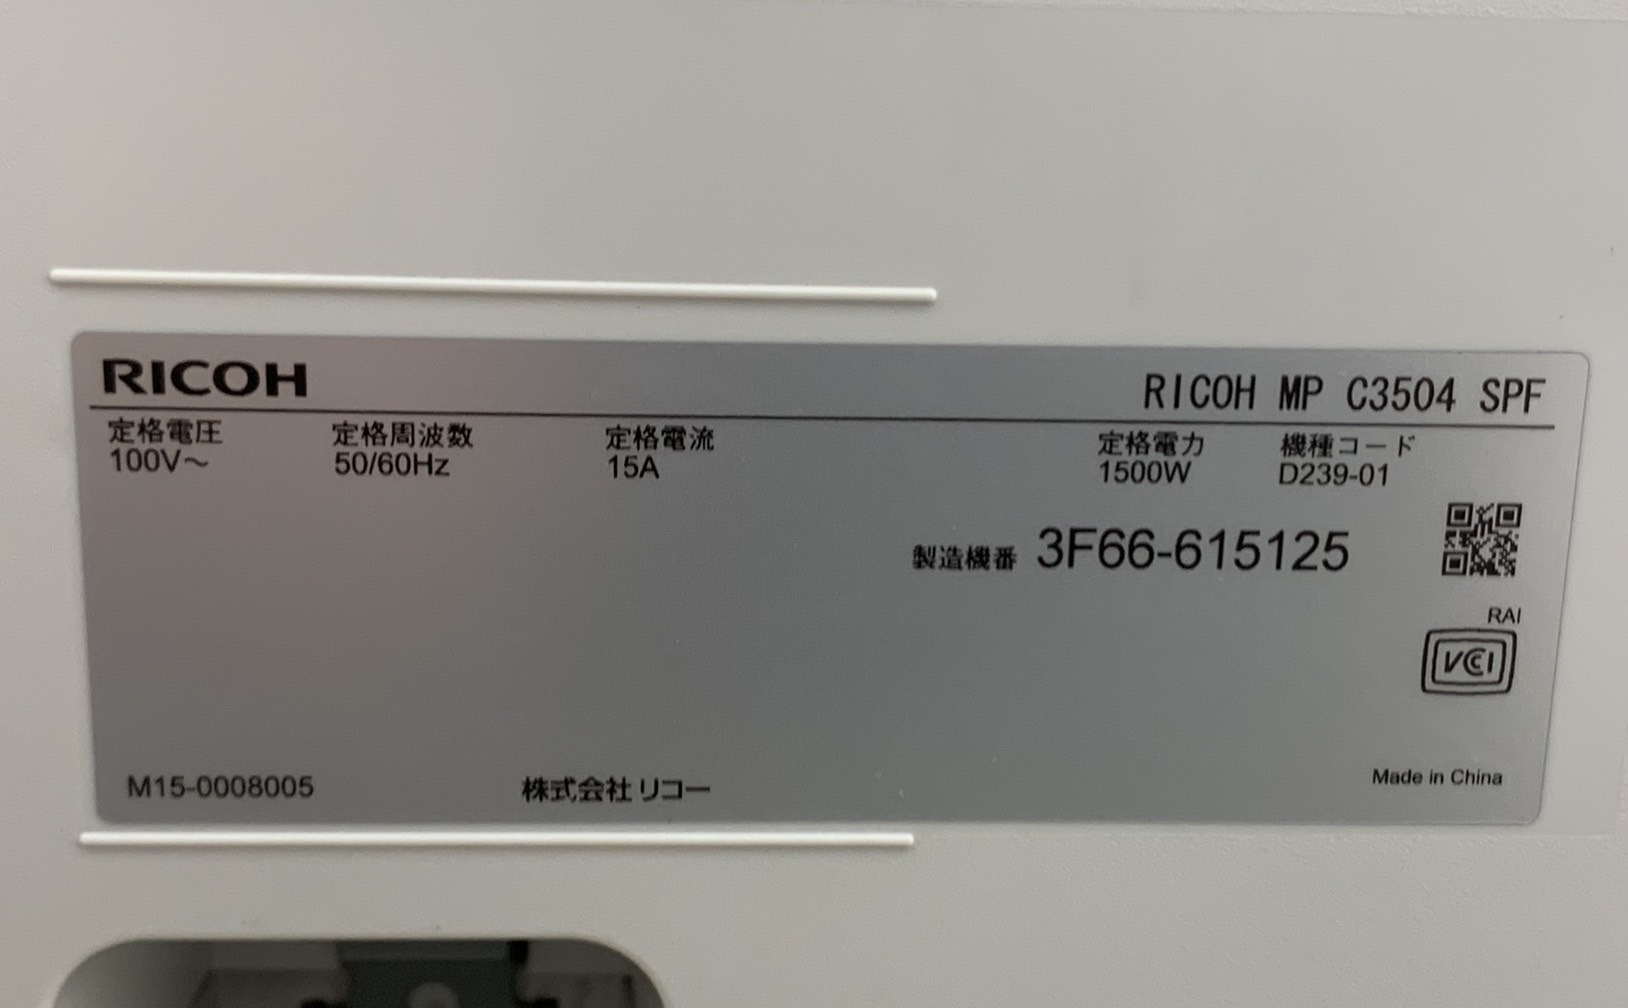 RICOH
RICOH MP C3504 SPF
定格電圧
100V～
定格周波数
50/60Hz
定格電流
15A
定格電力
1500W
機種コード
D239-01
製造機番 3F66-615125
RAI
VCCI
M15-0008005
株式会社リコー
Made in China